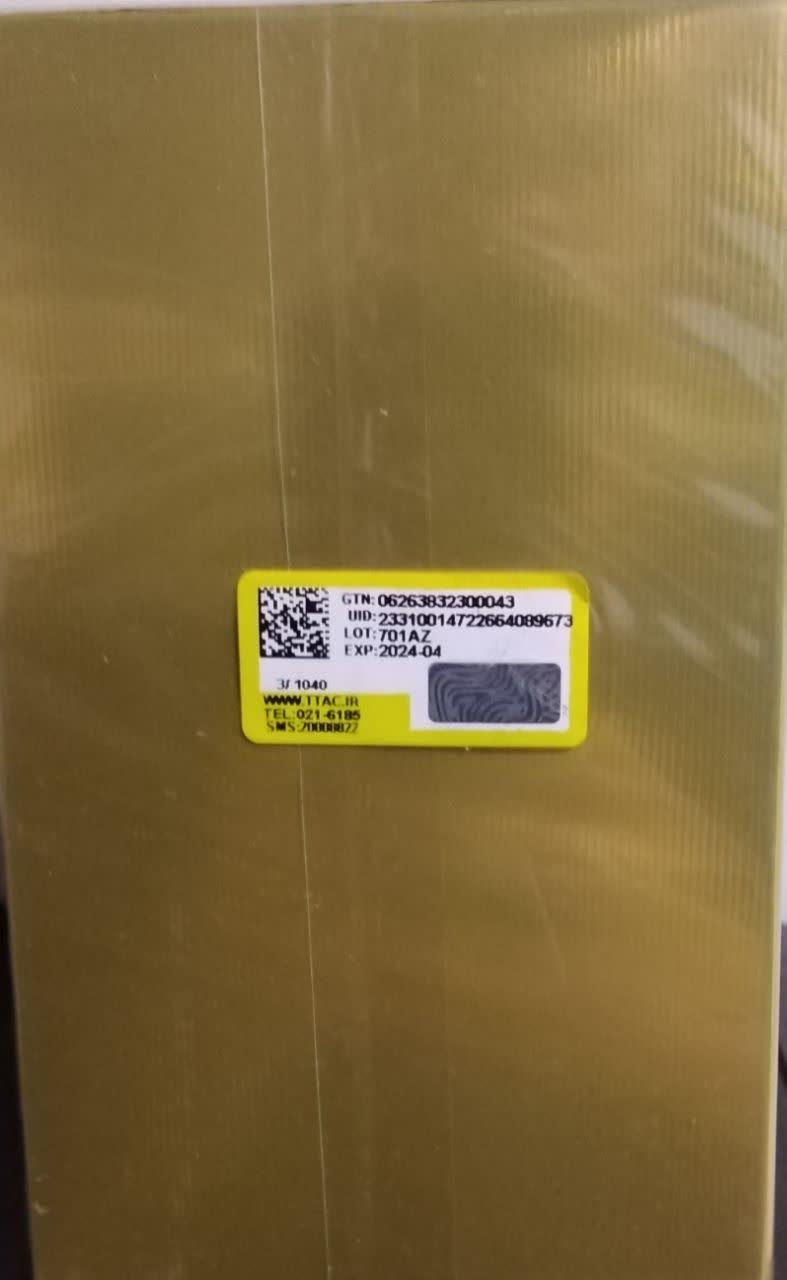 GTN: 06263832300043
UID: 23310014722664089673
LOT: 701AZ
EXP: 2024-04
3/ 1040
WWW.TTAC.IR
TEL: 021-6185
SMS:20008822